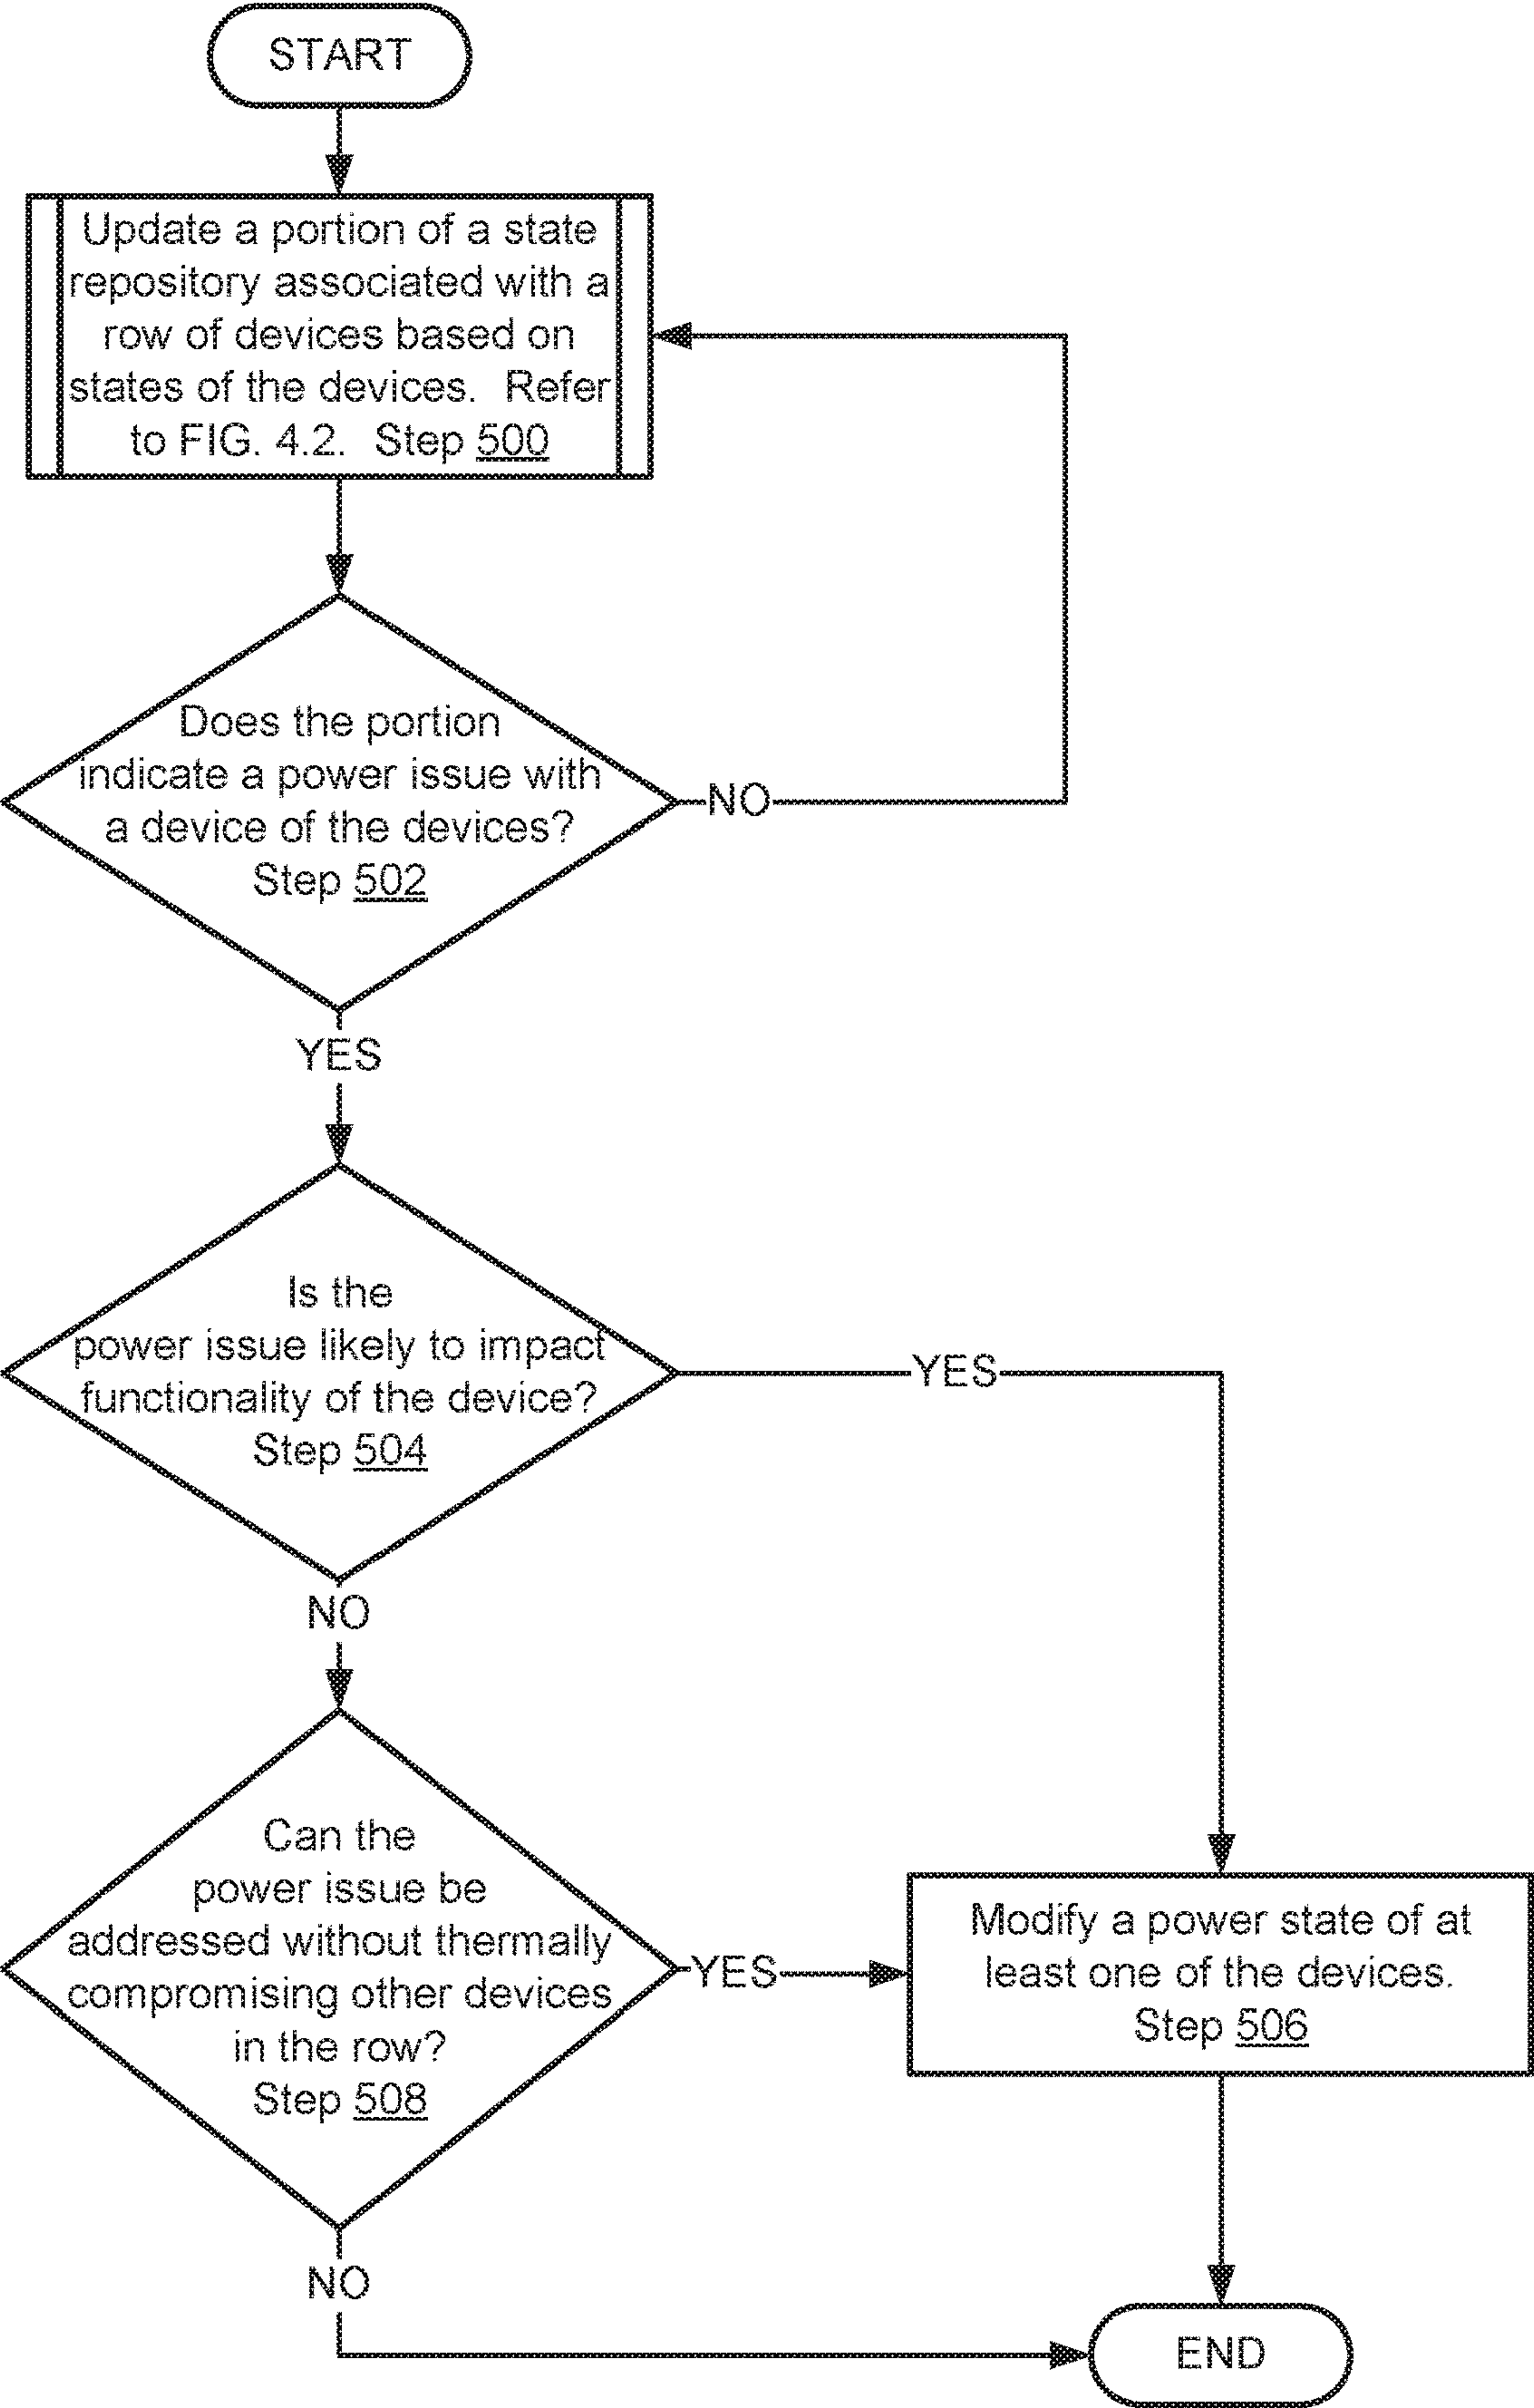 START
Update a portion of a state
repository associated with a
row of devices based on
states of the devices. Refer
to FIG. 4.2. Step 500
Does the portion
indicate a power issue with
a device of the devices?
Step 502
NO
YES
Is the
power issue likely to impact
functionality of the device?
Step 504
YES
NO
Can the
power issue be
addressed without thermally
compromising other devices
in the row?
Step 508
YES
Modify a power state of at
least one of the devices.
Step 506
NO
END